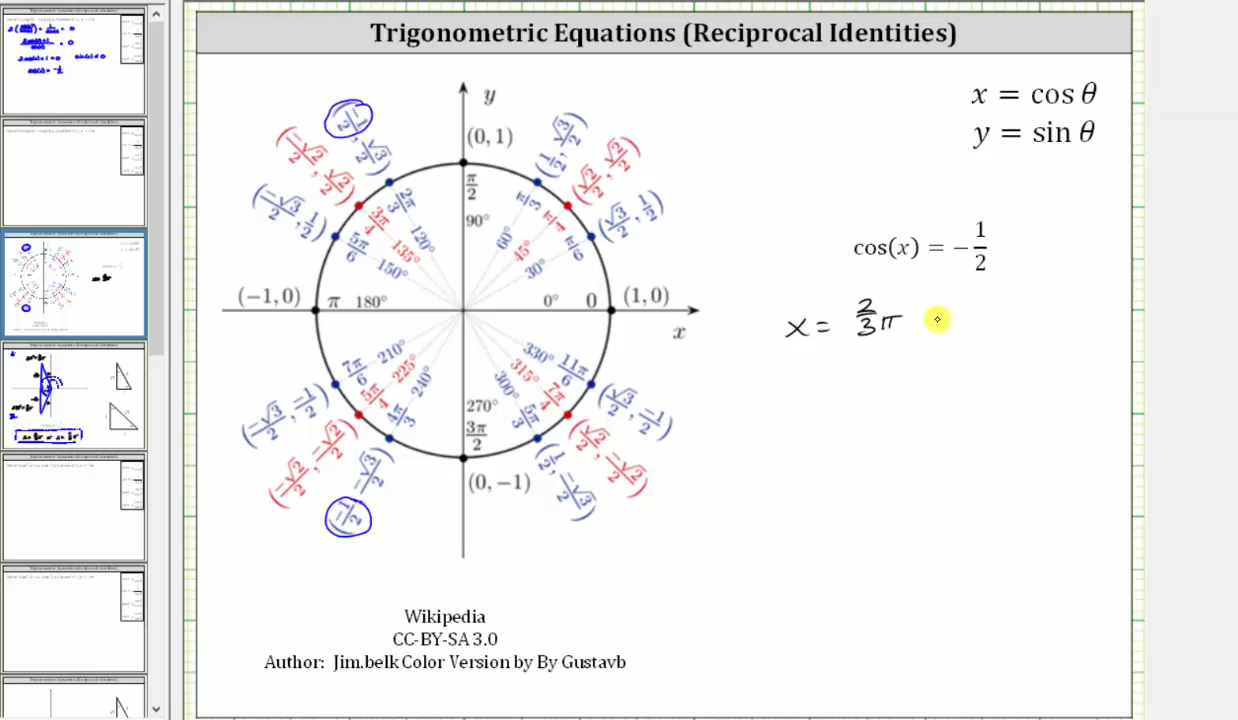 Trigonometric Equations (Reciprocal Identities)
x = cos θ
y = sin θ
cos(x) = −1/2
x = 2/3 π
y
x
(0, 1)
(1, 0)
(−1, 0)
(0, −1)
(1/2, √3/2)
(√2/2, √2/2)
(√3/2, 1/2)
(−1/2, √3/2)
(−√2/2, √2/2)
(−√3/2, 1/2)
(−√3/2, −1/2)
(−√2/2, −√2/2)
(−1/2, −√3/2)
(1/2, −√3/2)
(√2/2, −√2/2)
(√3/2, −1/2)
π/2
90°
π/3
60°
π/4
45°
π/6
30°
0° 0
2π/3
120°
3π/4
135°
5π/6
150°
π 180°
7π/6
210°
5π/4
225°
4π/3
240°
270°
3π/2
300°
5π/3
315°
7π/4
330°
11π/6
Wikipedia
CC-BY-SA 3.0
Author: Jim.belk Color Version by By Gustavb